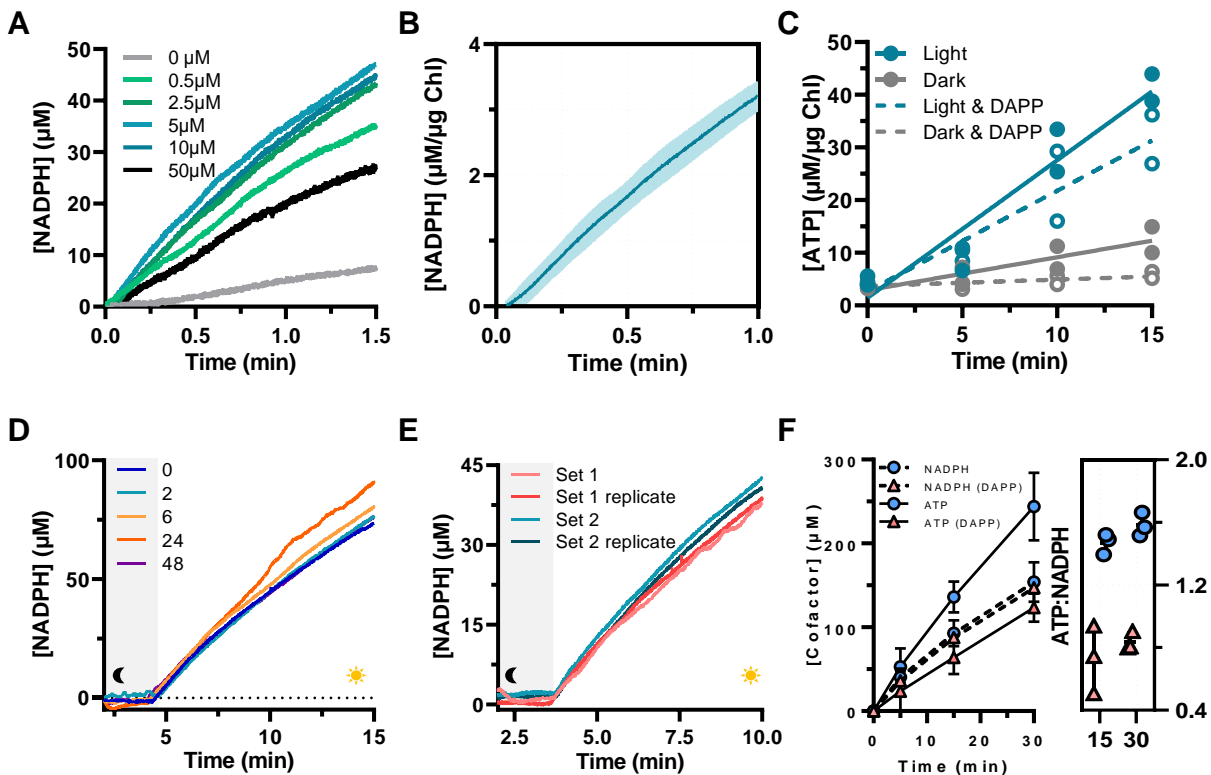 A
[NADPH] (µM)
50
40
30
20
10
0
0 µM
0.5µM
2.5µM
5µM
10µM
50µM
0.0
0.5
1.0
1.5
Time (min)
B
[NADPH] (µM/µg Chl)
4
2
0
0.0
0.5
1.0
Time (min)
C
[ATP] (µM/µg Chl)
50
40
30
20
10
0
Light
Dark
Light & DAPP
Dark & DAPP
0
5
10
15
Time (min)
D
[NADPH] (µM)
100
50
0
0
2
6
24
48
5
10
15
Time (min)
E
[NADPH] (µM)
45
30
15
0
Set 1
Set 1 replicate
Set 2
Set 2 replicate
2.5
5.0
7.5
10.0
Time (min)
F
[Cofactor] (µM)
300
200
100
0
NADPH
NADPH (DAPP)
ATP
ATP (DAPP)
0
10
20
30
Time (min)
ATP:NADPH
2.0
1.2
0.4
15
30